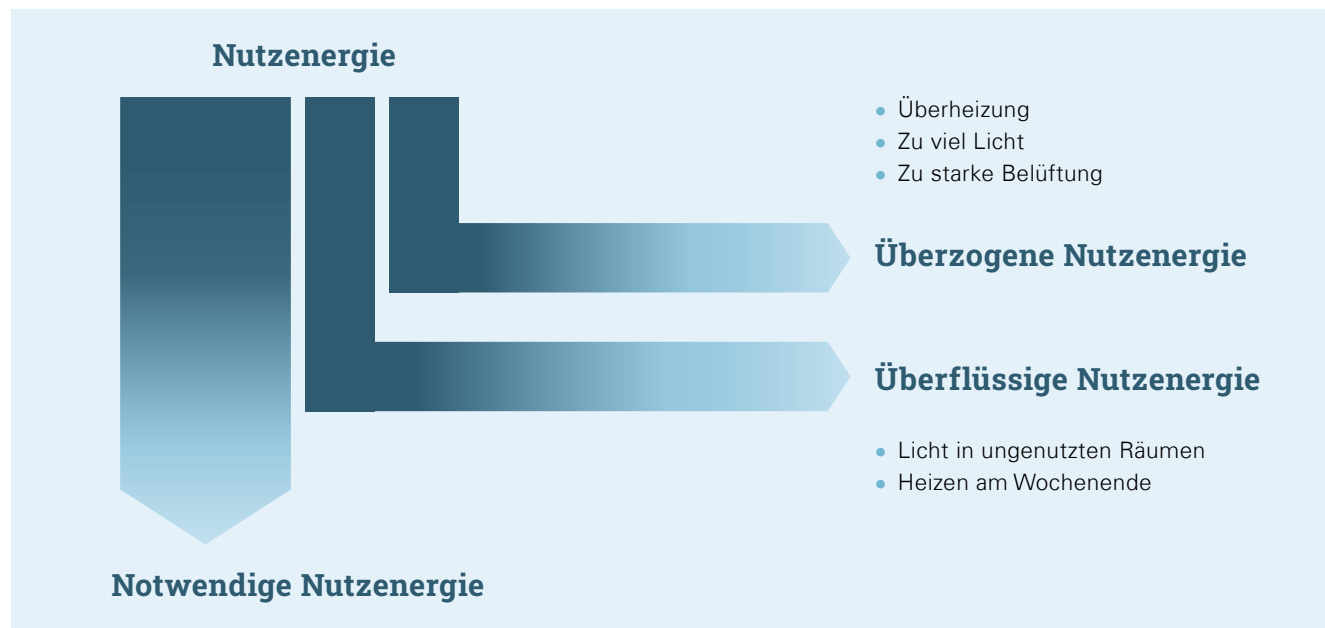 Nutzenergie
• Überheizung
• Zu viel Licht
• Zu starke Belüftung
Überzogene Nutzenergie
Überflüssige Nutzenergie
• Licht in ungenutzten Räumen
• Heizen am Wochenende
Notwendige Nutzenergie